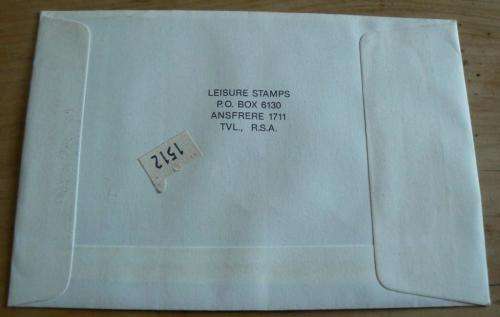 LEISURE STAMPS
P.O. BOX 6130
ANSFRERE 1711
TVL., R.S.A.
1512